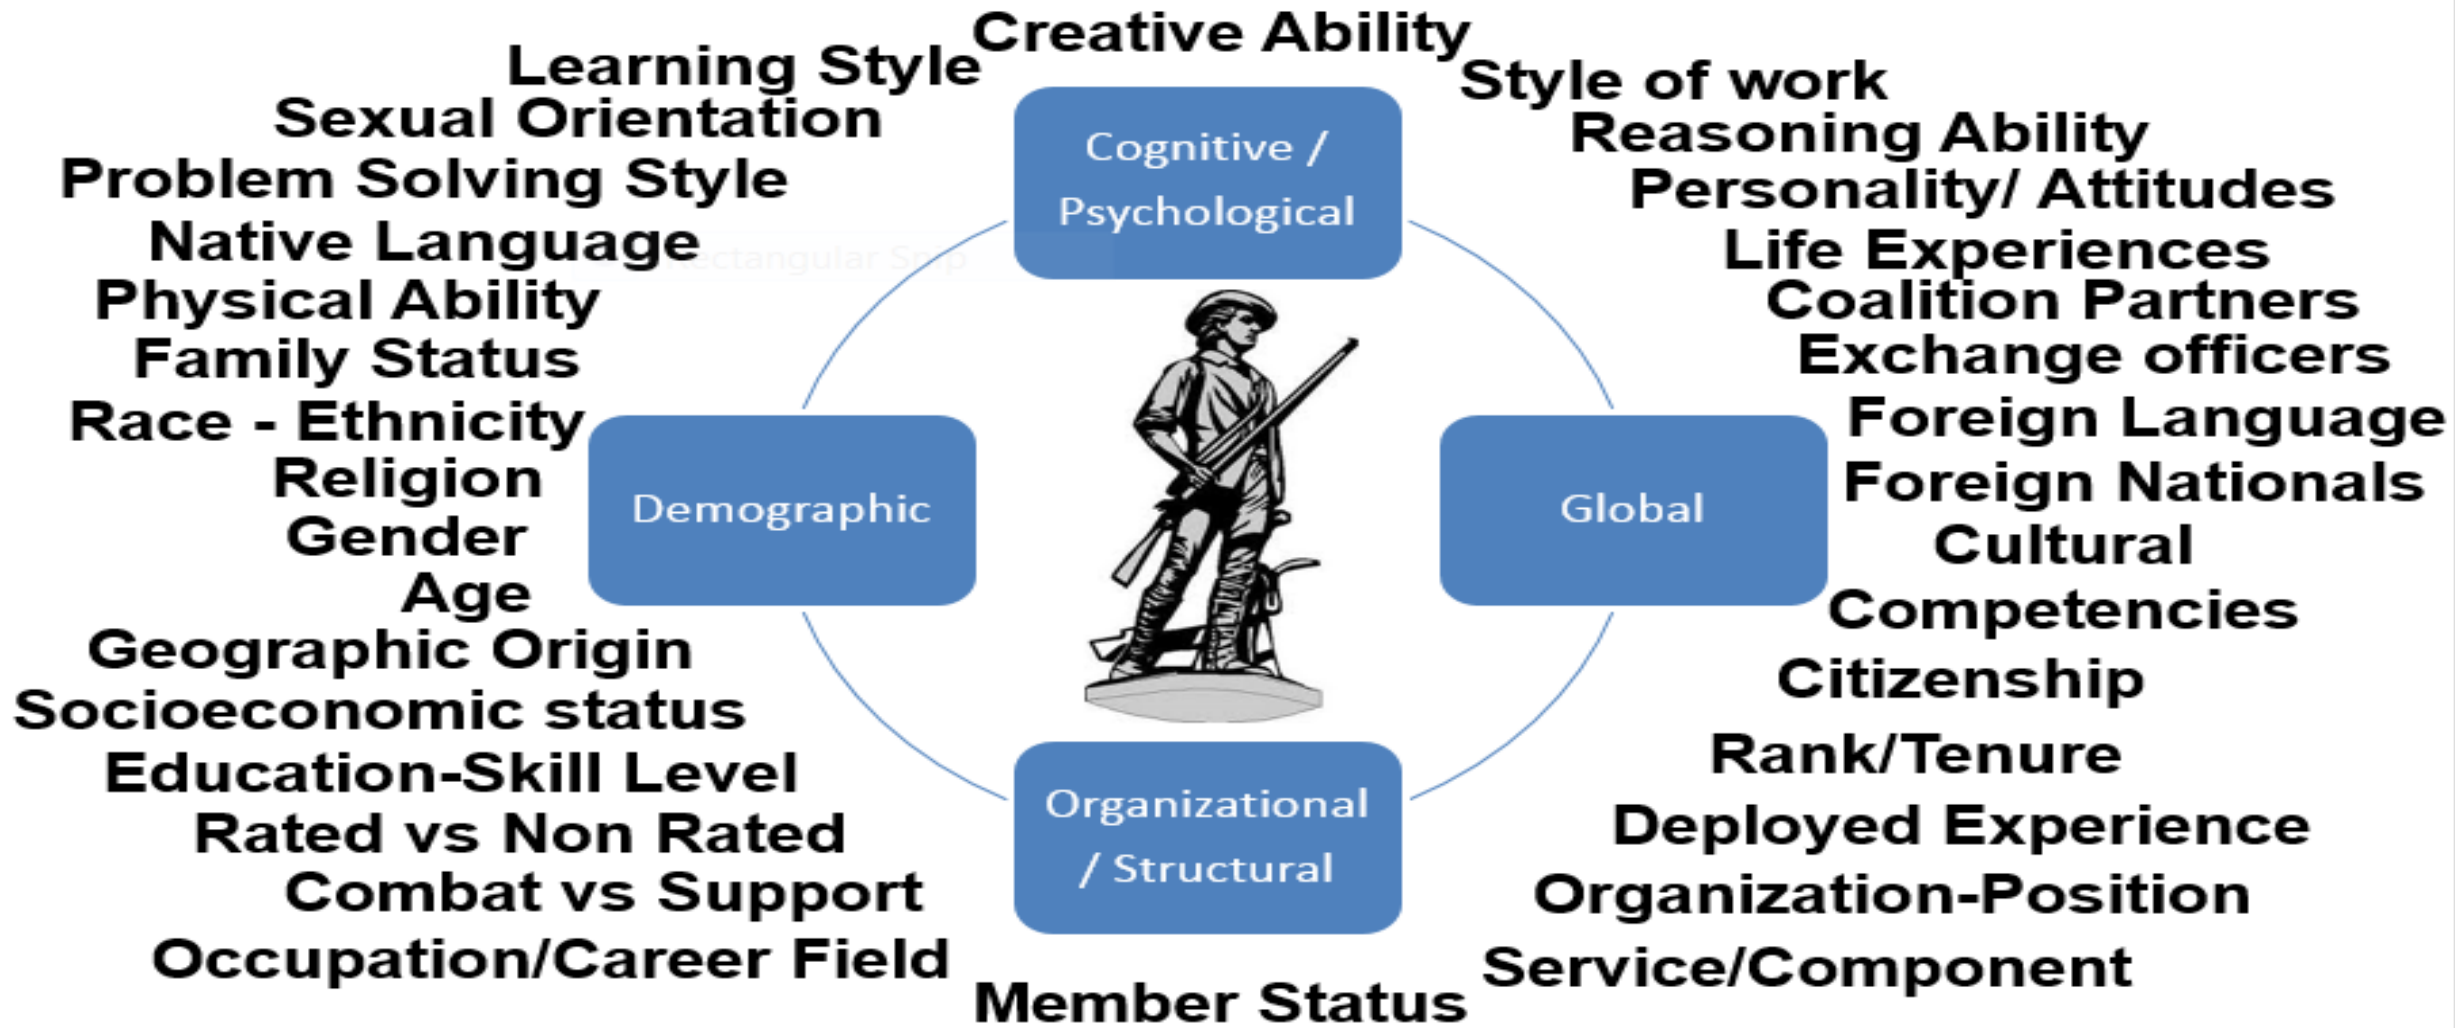 Creative Ability
Learning Style
Style of work
Sexual Orientation
Reasoning Ability
Problem Solving Style
Personality/ Attitudes
Native Language
Life Experiences
Physical Ability
Coalition Partners
Family Status
Exchange officers
Race - Ethnicity
Foreign Language
Religion
Foreign Nationals
Gender
Cultural
Age
Competencies
Geographic Origin
Citizenship
Socioeconomic status
Rank/Tenure
Education-Skill Level
Deployed Experience
Rated vs Non Rated
Organization-Position
Combat vs Support
Service/Component
Occupation/Career Field
Member Status
Cognitive /
Psychological
Demographic
Global
Organizational
/ Structural
Rectangular Snip